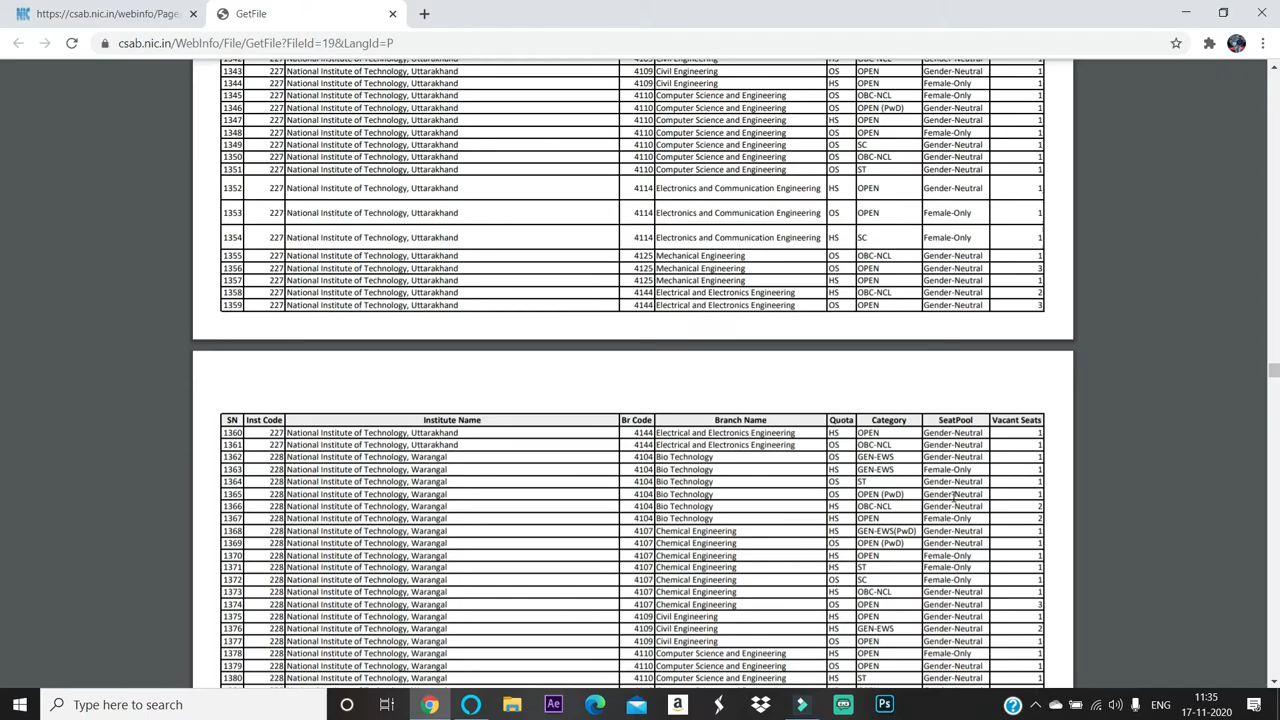 https://csab.nic.in/webinfo/Page
GetFile
csab.nic.in/WebInfo/File/GetFile?FileId=19&LangId=P
1343 227 National Institute of Technology, Uttarakhand 4109 Civil Engineering OS OPEN Gender-Neutral 1
1344 227 National Institute of Technology, Uttarakhand 4109 Civil Engineering HS OPEN Female-Only 1
1345 227 National Institute of Technology, Uttarakhand 4110 Computer Science and Engineering OS OBC-NCL Female-Only 1
1346 227 National Institute of Technology, Uttarakhand 4110 Computer Science and Engineering OS OPEN (PwD) Gender-Neutral 1
1347 227 National Institute of Technology, Uttarakhand 4110 Computer Science and Engineering HS OPEN Gender-Neutral 1
1348 227 National Institute of Technology, Uttarakhand 4110 Computer Science and Engineering OS OPEN Female-Only 1
1349 227 National Institute of Technology, Uttarakhand 4110 Computer Science and Engineering OS SC Gender-Neutral 1
1350 227 National Institute of Technology, Uttarakhand 4110 Computer Science and Engineering OS OBC-NCL Gender-Neutral 1
1351 227 National Institute of Technology, Uttarakhand 4110 Computer Science and Engineering OS ST Gender-Neutral 1
1352 227 National Institute of Technology, Uttarakhand 4114 Electronics and Communication Engineering HS OPEN Gender-Neutral 1
1353 227 National Institute of Technology, Uttarakhand 4114 Electronics and Communication Engineering OS OPEN Female-Only 1
1354 227 National Institute of Technology, Uttarakhand 4114 Electronics and Communication Engineering HS SC Female-Only 1
1355 227 National Institute of Technology, Uttarakhand 4125 Mechanical Engineering OS OBC-NCL Gender-Neutral 1
1356 227 National Institute of Technology, Uttarakhand 4125 Mechanical Engineering OS OPEN Gender-Neutral 3
1357 227 National Institute of Technology, Uttarakhand 4125 Mechanical Engineering HS OPEN Gender-Neutral 1
1358 227 National Institute of Technology, Uttarakhand 4144 Electrical and Electronics Engineering HS OBC-NCL Gender-Neutral 2
1359 227 National Institute of Technology, Uttarakhand 4144 Electrical and Electronics Engineering OS OPEN Gender-Neutral 3
SN Inst Code Institute Name Br Code Branch Name Quota Category SeatPool Vacant Seats
1360 227 National Institute of Technology, Uttarakhand 4144 Electrical and Electronics Engineering HS OPEN Gender-Neutral 1
1361 227 National Institute of Technology, Uttarakhand 4144 Electrical and Electronics Engineering OS OBC-NCL Gender-Neutral 1
1362 228 National Institute of Technology, Warangal 4104 Bio Technology OS GEN-EWS Gender-Neutral 1
1363 228 National Institute of Technology, Warangal 4104 Bio Technology HS GEN-EWS Female-Only 1
1364 228 National Institute of Technology, Warangal 4104 Bio Technology OS ST Gender-Neutral 1
1365 228 National Institute of Technology, Warangal 4104 Bio Technology OS OPEN (PwD) Gender-Neutral 1
1366 228 National Institute of Technology, Warangal 4104 Bio Technology HS OBC-NCL Gender-Neutral 2
1367 228 National Institute of Technology, Warangal 4104 Bio Technology HS OPEN Female-Only 2
1368 228 National Institute of Technology, Warangal 4107 Chemical Engineering HS GEN-EWS(PwD) Gender-Neutral 1
1369 228 National Institute of Technology, Warangal 4107 Chemical Engineering OS OPEN (PwD) Gender-Neutral 1
1370 228 National Institute of Technology, Warangal 4107 Chemical Engineering HS OPEN Female-Only 1
1371 228 National Institute of Technology, Warangal 4107 Chemical Engineering HS ST Female-Only 1
1372 228 National Institute of Technology, Warangal 4107 Chemical Engineering OS SC Female-Only 1
1373 228 National Institute of Technology, Warangal 4107 Chemical Engineering HS OBC-NCL Gender-Neutral 1
1374 228 National Institute of Technology, Warangal 4107 Chemical Engineering OS OPEN Gender-Neutral 3
1375 228 National Institute of Technology, Warangal 4109 Civil Engineering HS OPEN Gender-Neutral 1
1376 228 National Institute of Technology, Warangal 4109 Civil Engineering HS GEN-EWS Gender-Neutral 2
1377 228 National Institute of Technology, Warangal 4109 Civil Engineering OS OPEN Gender-Neutral 1
1378 228 National Institute of Technology, Warangal 4110 Computer Science and Engineering HS OPEN Female-Only 1
1379 228 National Institute of Technology, Warangal 4110 Computer Science and Engineering OS OPEN Gender-Neutral 1
1380 228 National Institute of Technology, Warangal 4110 Computer Science and Engineering HS ST Gender-Neutral 1
Type here to search
11:35
17-11-2020